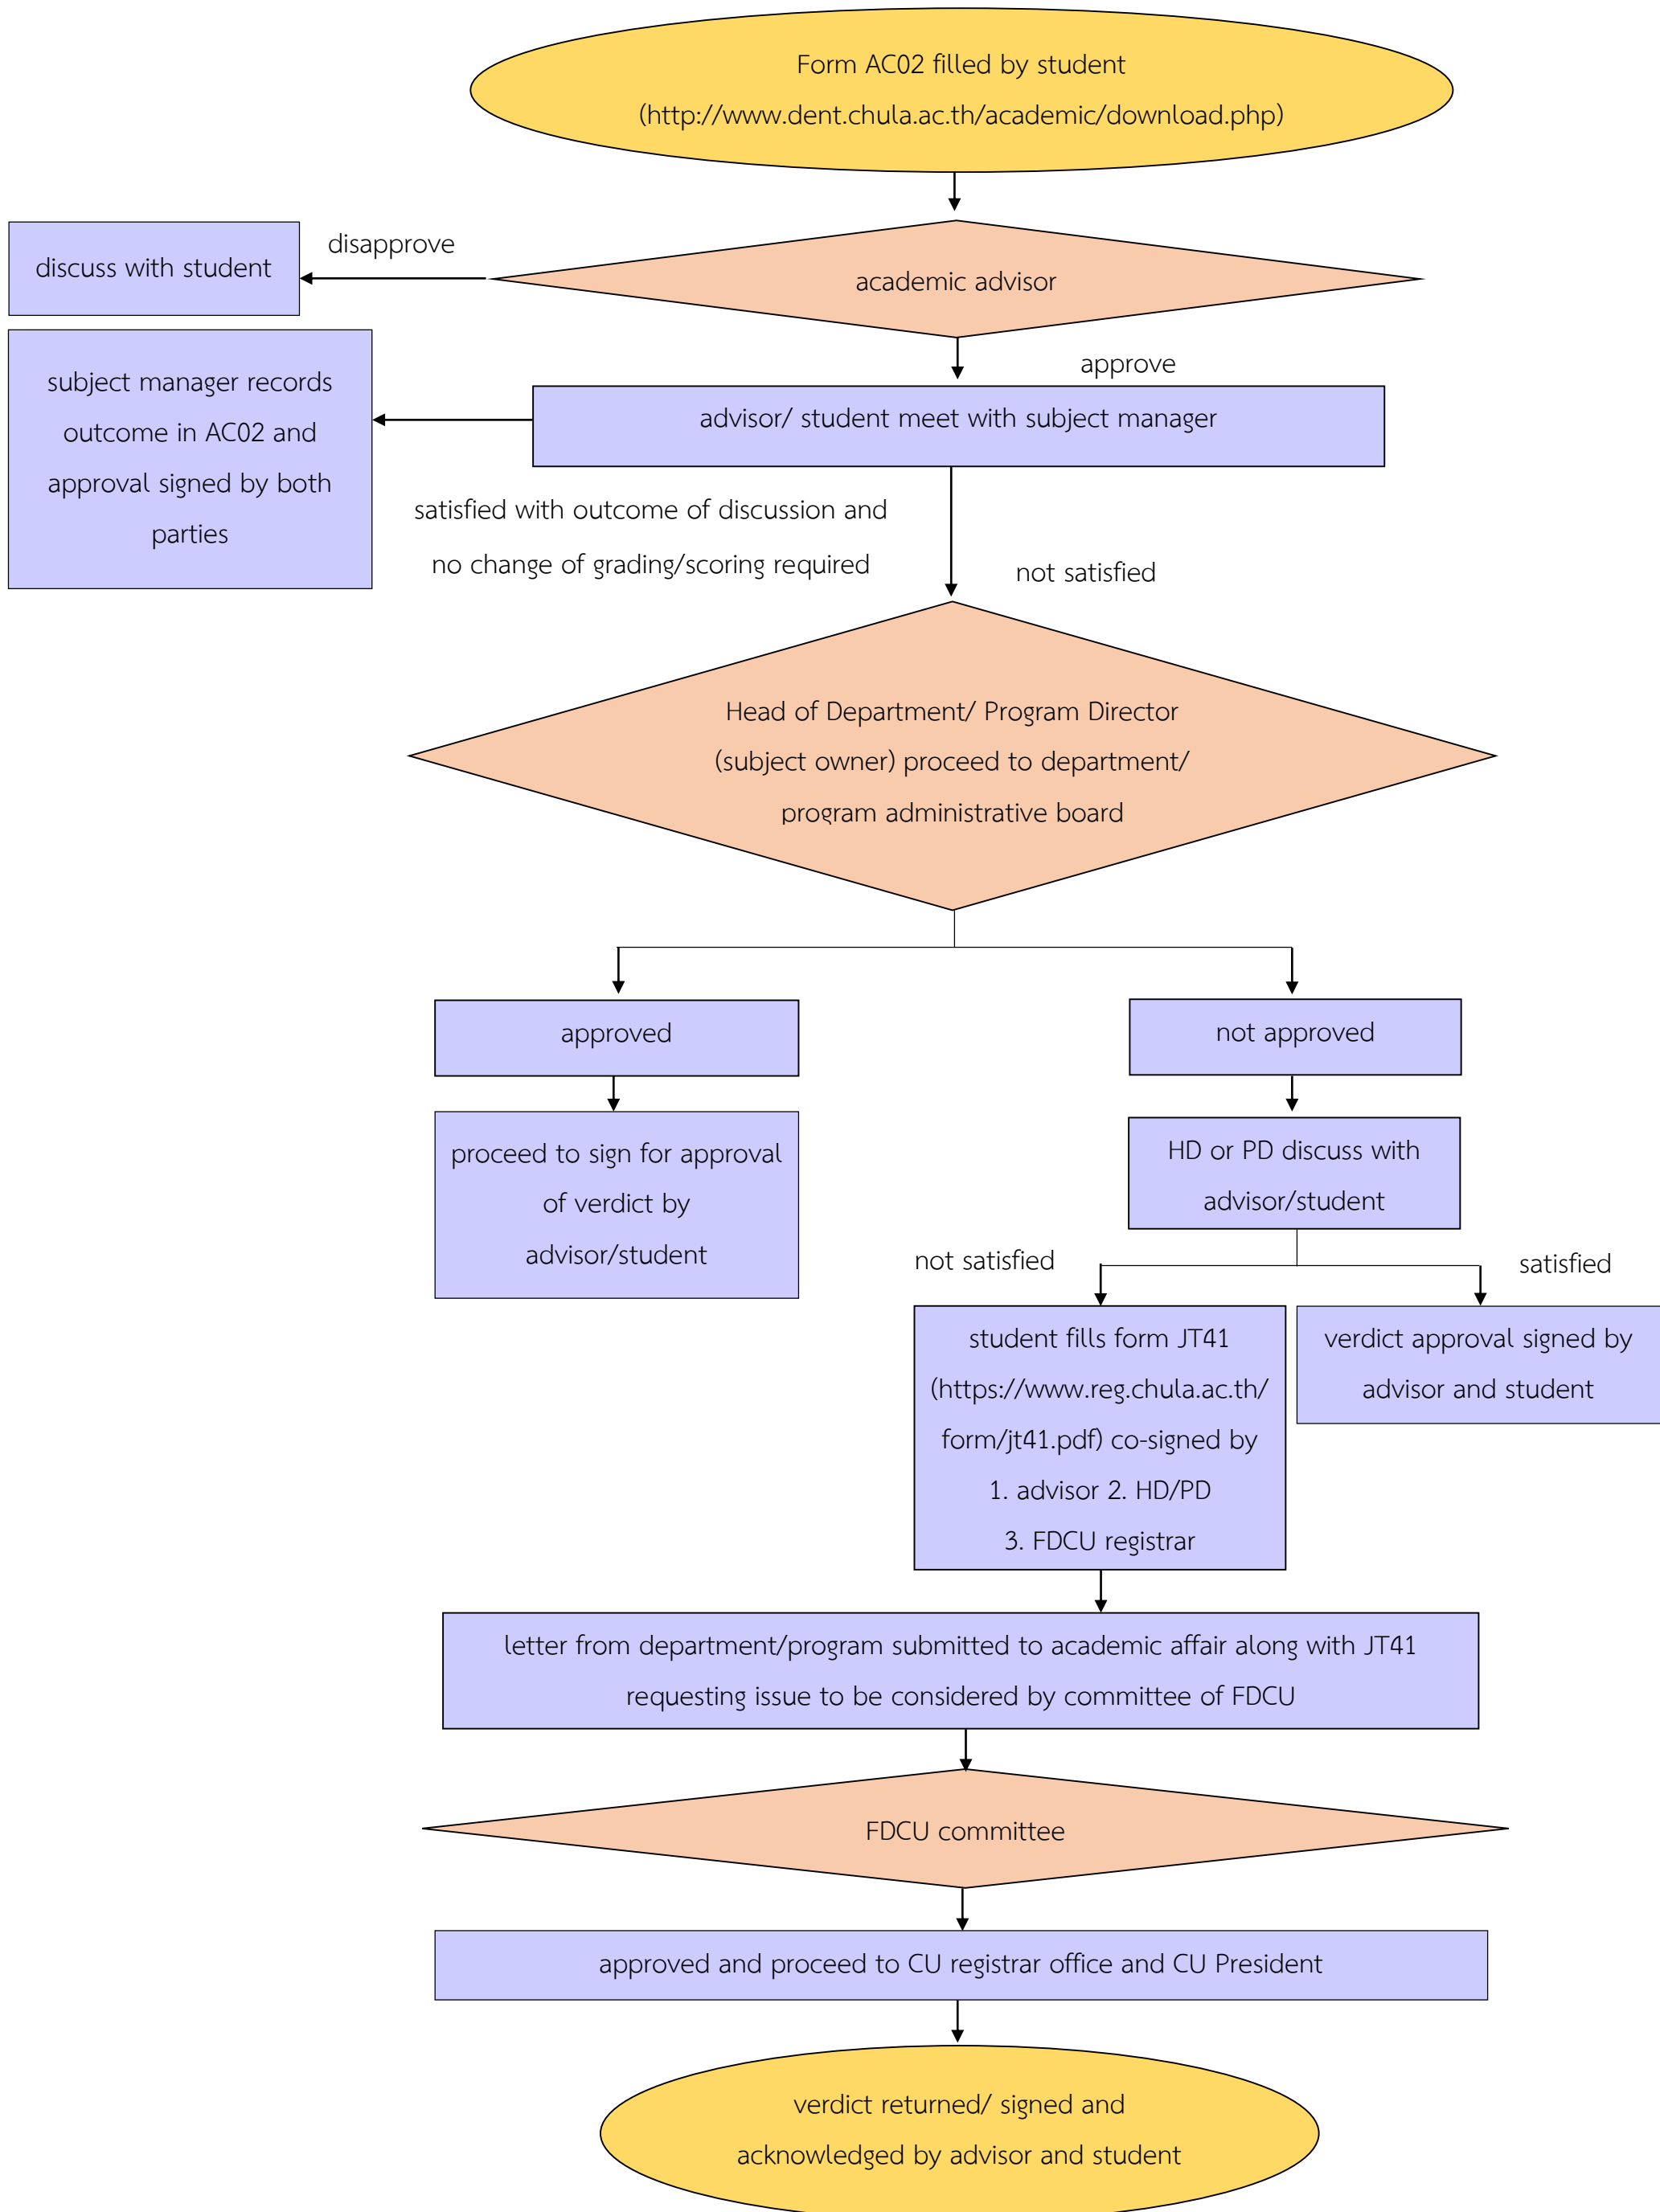 Form AC02 filled by student
(http://www.dent.chula.ac.th/academic/download.php)
disapprove
discuss with student
academic advisor
approve
subject manager records
outcome in AC02 and
approval signed by both
parties
advisor/ student meet with subject manager
satisfied with outcome of discussion and
no change of grading/scoring required
not satisfied
Head of Department/ Program Director
(subject owner) proceed to department/
program administrative board
approved
not approved
proceed to sign for approval
of verdict by
advisor/student
HD or PD discuss with
advisor/student
not satisfied
satisfied
student fills form JT41
(https://www.reg.chula.ac.th/
form/jt41.pdf) co-signed by
1. advisor 2. HD/PD
3. FDCU registrar
verdict approval signed by
advisor and student
letter from department/program submitted to academic affair along with JT41
requesting issue to be considered by committee of FDCU
FDCU committee
approved and proceed to CU registrar office and CU President
verdict returned/ signed and
acknowledged by advisor and student